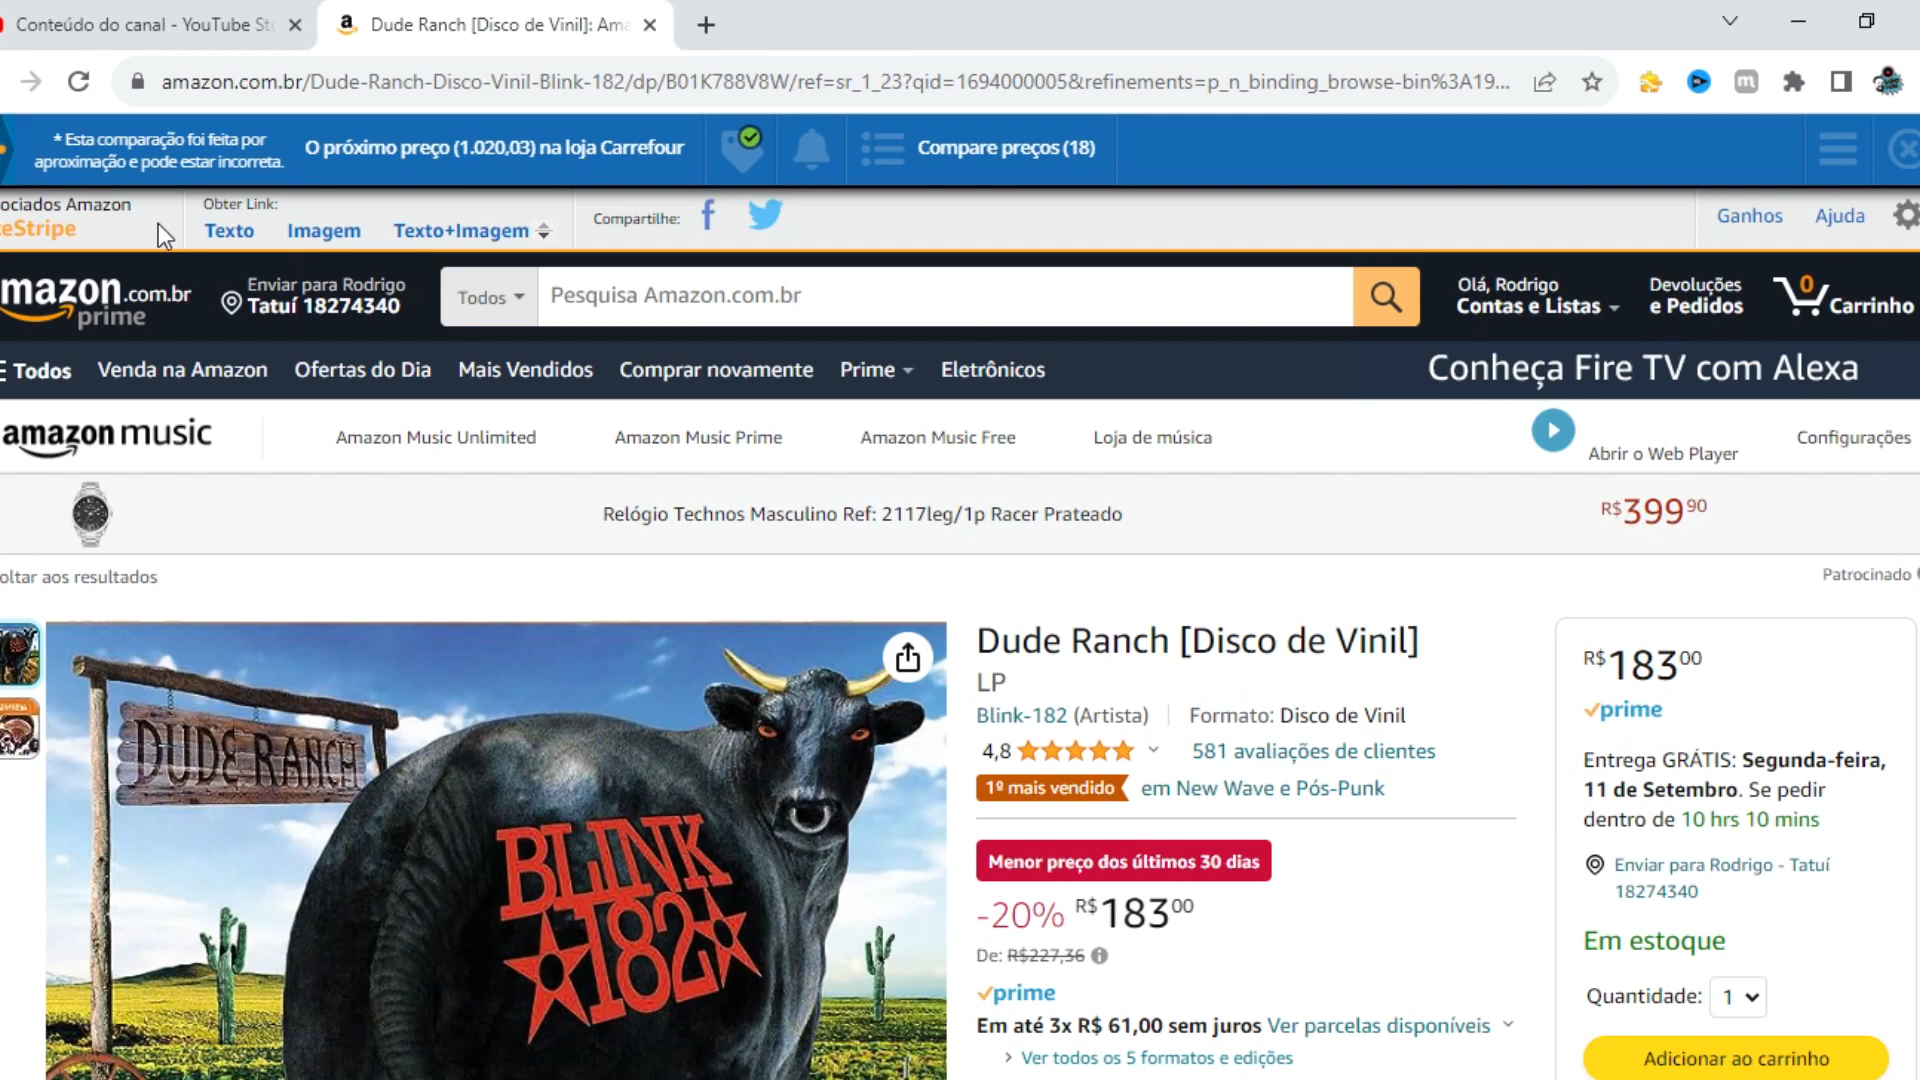 Conteúdo do canal - YouTube Stu
Dude Ranch [Disco de Vinil]: Ama
amazon.com.br/Dude-Ranch-Disco-Vinil-Blink-182/dp/B01K788V8W/ref=sr_1_23?qid=1694000005&refinements=p_n_binding_browse-bin%3A19...
* Esta comparação foi feita por
aproximação e pode estar incorreta.
O próximo preço (1.020,03) na loja Carrefour
Compare preços (18)
ociados Amazon
eStripe
Obter Link:
Texto
Imagem
Texto+Imagem
Compartilhe:
Ganhos
Ajuda
mazon.com.br
prime
Enviar para Rodrigo
Tatuí 18274340
Todos
Pesquisa Amazon.com.br
Olá, Rodrigo
Contas e Listas
Devoluções
e Pedidos
0
Carrinho
Todos
Venda na Amazon
Ofertas do Dia
Mais Vendidos
Comprar novamente
Prime
Eletrônicos
Conheça Fire TV com Alexa
amazon music
Amazon Music Unlimited
Amazon Music Prime
Amazon Music Free
Loja de música
Abrir o Web Player
Configurações
Relógio Technos Masculino Ref: 2117leg/1p Racer Prateado
R$399 90
oltar aos resultados
Patrocinado
DUDE RANCH
BLINK
182
Dude Ranch [Disco de Vinil]
LP
Blink-182 (Artista)
Formato: Disco de Vinil
4,8
581 avaliações de clientes
1º mais vendido
em New Wave e Pós-Punk
Menor preço dos últimos 30 dias
-20% R$183 00
De: R$227,36
prime
Em até 3x R$ 61,00 sem juros Ver parcelas disponíveis
Ver todos os 5 formatos e edições
R$183 00
prime
Entrega GRÁTIS: Segunda-feira,
11 de Setembro. Se pedir
dentro de 10 hrs 10 mins
Enviar para Rodrigo - Tatuí
18274340
Em estoque
Quantidade: 1
Adicionar ao carrinho